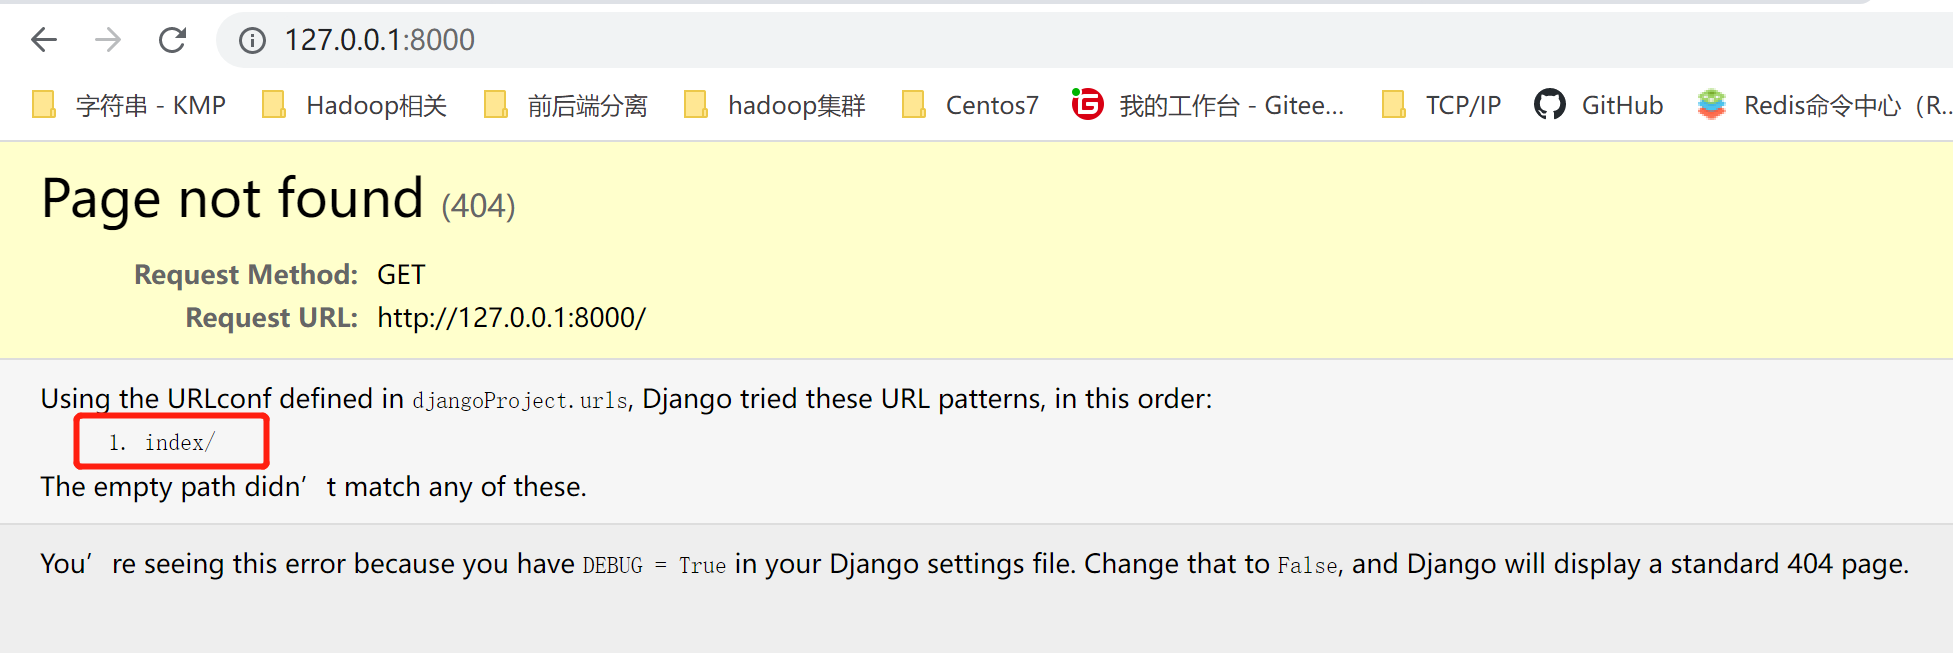 127.0.0.1:8000
字符串 - KMP Hadoop相关 前后端分离 hadoop集群 Centos7 我的工作台 - Gitee... TCP/IP GitHub Redis命令中心（R...
Page not found (404)
Request Method: GET
Request URL: http://127.0.0.1:8000/
Using the URLconf defined in djangoProject.urls, Django tried these URL patterns, in this order:
1. index/
The empty path didn’t match any of these.
You’re seeing this error because you have DEBUG = True in your Django settings file. Change that to False, and Django will display a standard 404 page.